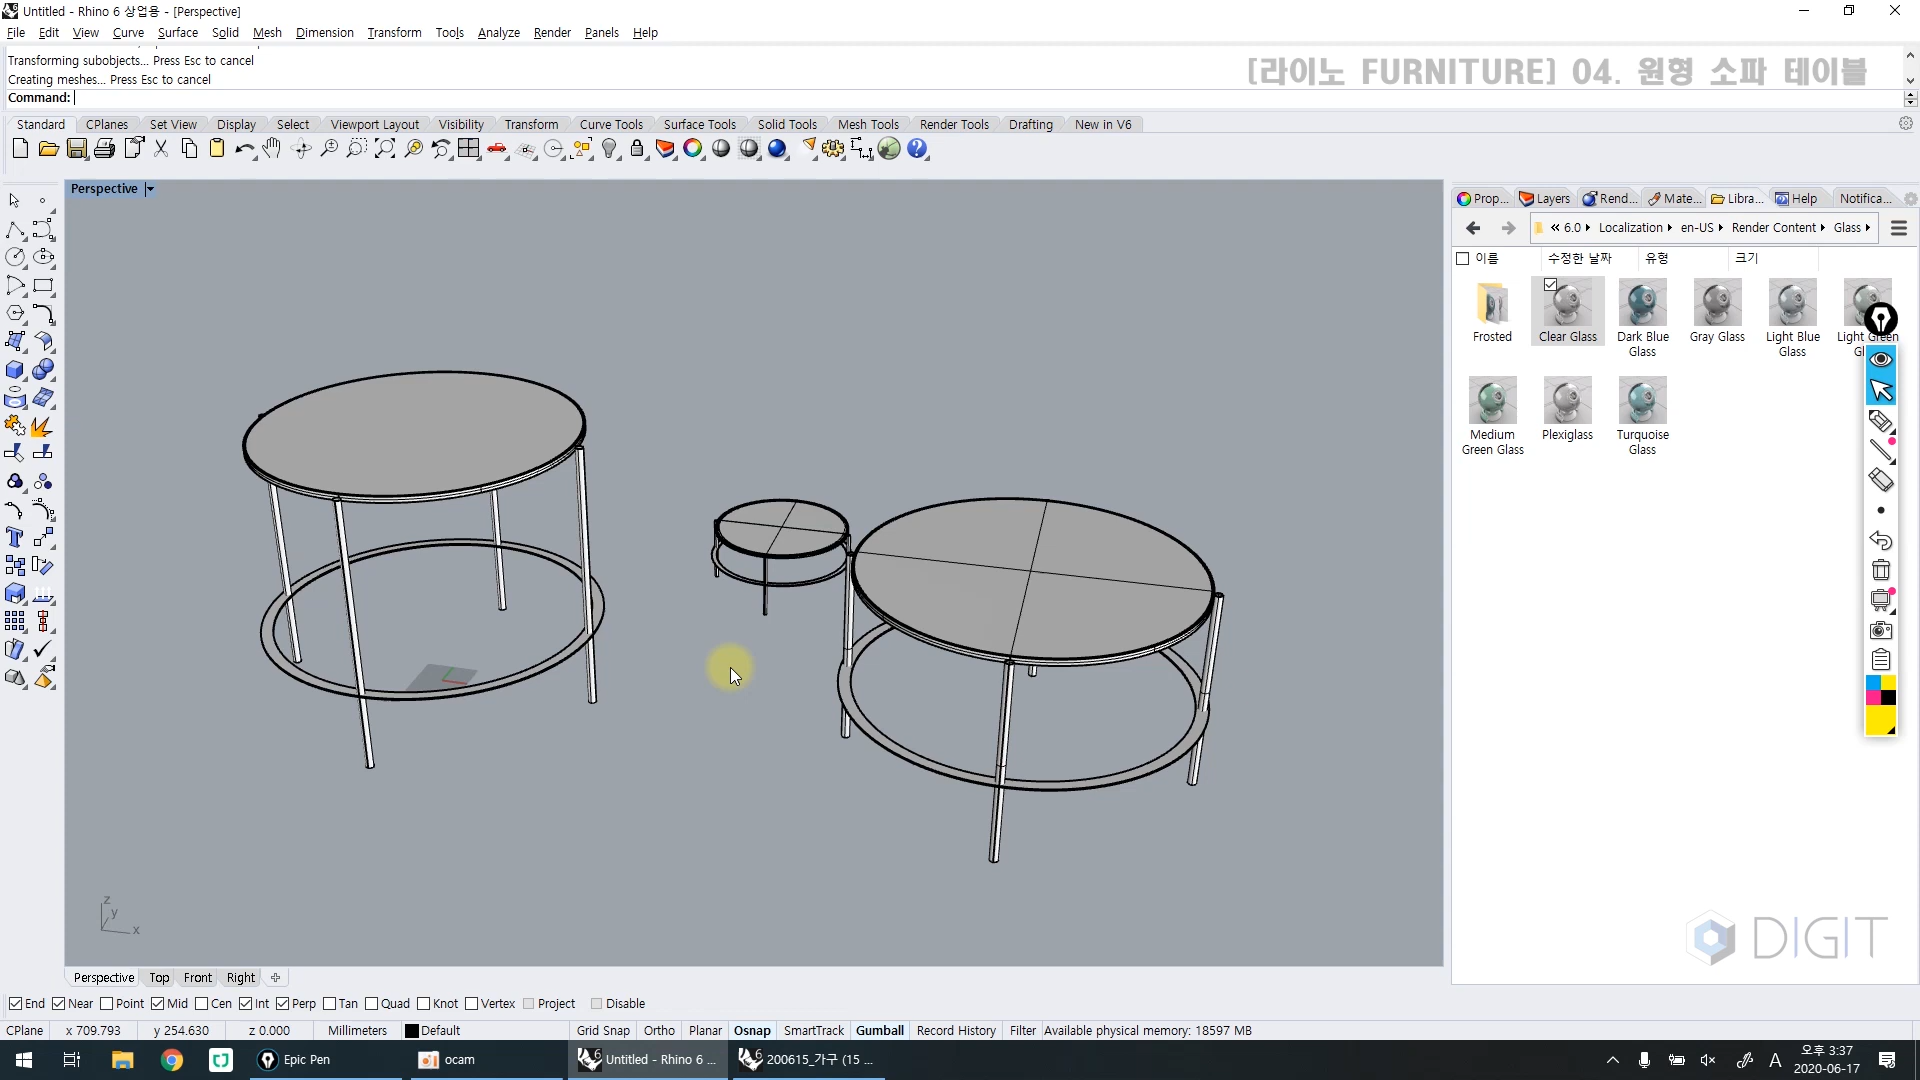 Untitled - Rhino 6 상업용 - [Perspective]
File Edit View Curve Surface Solid Mesh Dimension Transform Tools Analyze Render Panels Help
Transforming subobjects... Press Esc to cancel
Creating meshes... Press Esc to cancel
Command:
[라이노 FURNITURE] 04. 원형 소파 테이블
Standard CPlanes Set View Display Select Viewport Layout Visibility Transform Curve Tools Surface Tools Solid Tools Mesh Tools Render Tools Drafting New in V6
Perspective
Prop... Layers Rend... Mate... Libra... Help Notifica...
« 6.0 Localization en-US Render Content Glass
이름 수정한 날짜 유형 크기
Frosted
Clear Glass
Dark Blue
Glass
Gray Glass
Light Blue
Glass
Light Green
Medium
Green Glass
Plexiglass
Turquoise
Glass
z
y
x
DIGIT
Perspective Top Front Right
End Near Point Mid Cen Int Perp Tan Quad Knot Vertex Project Disable
CPlane x 709.793 y 254.630 z 0.000 Millimeters Default Grid Snap Ortho Planar Osnap SmartTrack Gumball Record History Filter Available physical memory: 18597 MB
Epic Pen
ocam
Untitled - Rhino 6 ...
200615_가구 (15 ...
A
오후 3:37
2020-06-17